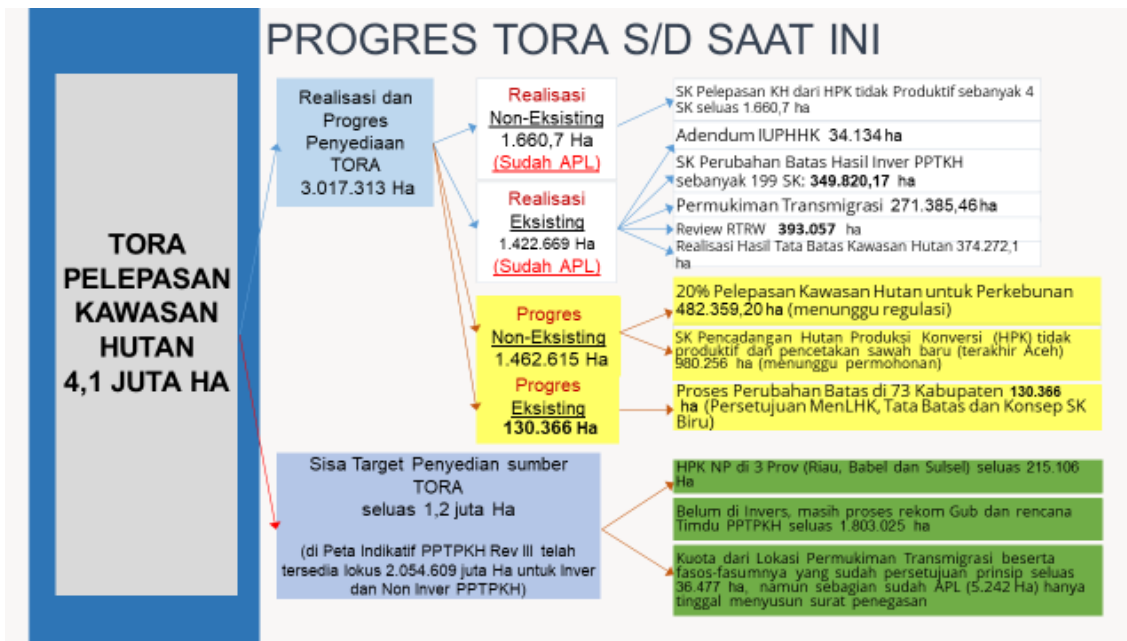 PROGRES TORA S/D SAAT INI
TORA
PELEPASAN
KAWASAN
HUTAN
4,1 JUTA HA
Realisasi dan
Progres
Penyediaan
TORA
3.017.313 Ha
Realisasi
Non-Eksisting
1.660,7 Ha
(Sudah APL)
Realisasi
Eksisting
1.422.669 Ha
(Sudah APL)
Progres
Non-Eksisting
1.462.615 Ha
Progres
Eksisting
130.366 Ha
SK Pelepasan KH dari HPK tidak Produktif sebanyak 4
SK seluas 1.660,7 ha
Adendum IUPHHK 34.134 ha
SK Perubahan Batas Hasil Inver PPTKH
sebanyak 199 SK: 349.820,17 ha
Permukiman Transmigrasi 271.385,46 ha
Review RTRW 393.057 ha
Realisasi Hasil Tata Batas Kawasan Hutan 374.272,1
ha
20% Pelepasan Kawasan Hutan untuk Perkebunan
482.359,20 ha (menunggu regulasi)
SK Pencadangan Hutan Produksi Konversi (HPK) tidak
produktif dan pencetakan sawah baru (terakhir Aceh)
980.256 ha (menunggu permohonan)
Proses Perubahan Batas di 73 Kabupaten 130.366
ha (Persetujuan MenLHK, Tata Batas dan Konsep SK
Biru)
Sisa Target Penyedian sumber
TORA
seluas 1,2 juta Ha
(di Peta Indikatif PPTPKH Rev III telah
tersedia lokus 2.054.609 juta Ha untuk Inver
dan Non Inver PPTPKH)
HPK NP di 3 Prov (Riau, Babel dan Sulsel) seluas 215.106
Ha
Belum di Invers, masih proses rekom Gub dan rencana
Timdu PPTPKH seluas 1.803.025 ha
Kuota dari Lokasi Permukiman Transmigrasi beserta
fasos-fasumnya yang sudah persetujuan prinsip seluas
36.477 ha, namun sebagian sudah APL (5.242 Ha) hanya
tinggal menyusun surat penegasan